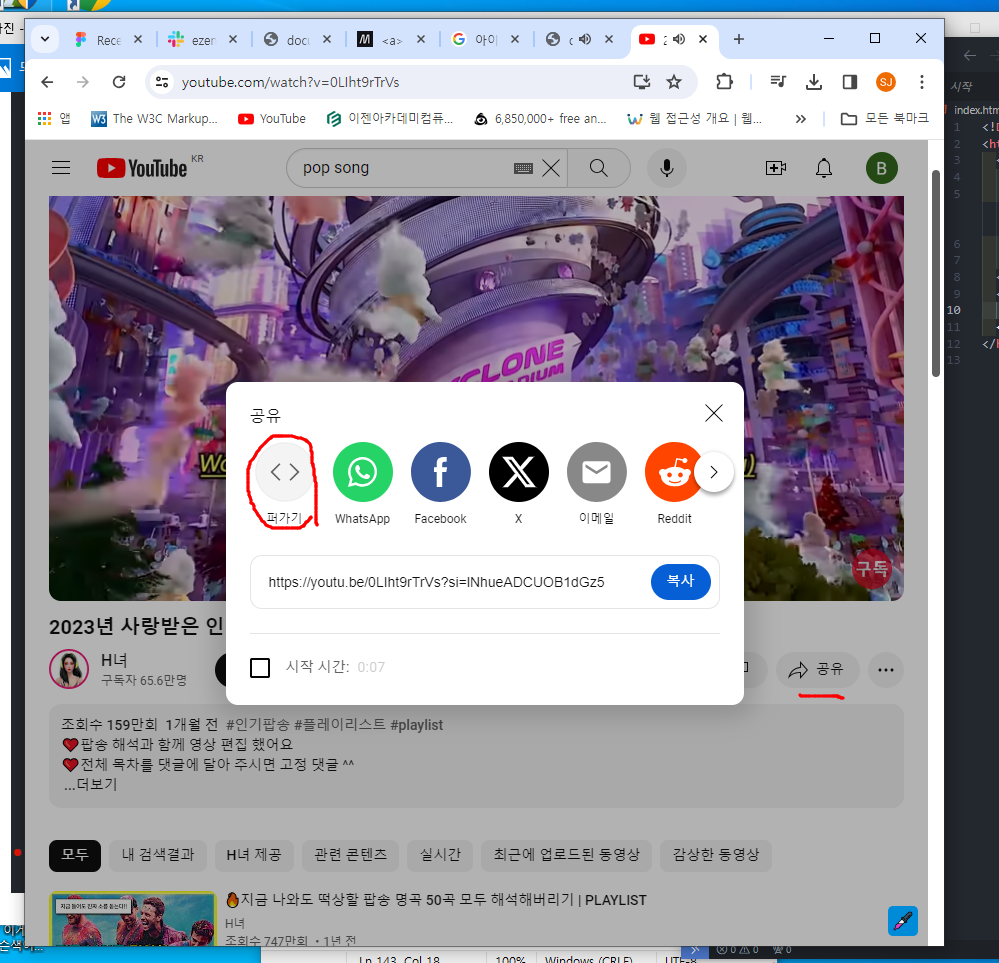 Rece
ezen
docu
<a>
youtube.com/watch?v=0LIht9rTrVs
SJ
앱
The W3C Markup...
YouTube
이젠아카데미컴퓨...
6,850,000+ free an...
웹 접근성 개요 | 웹...
모든 북마크
시작
index.htm
YouTube KR
pop song
B
CYCLONE
STADIUM
구독
공유
퍼가기
WhatsApp
Facebook
X
이메일
Reddit
https://youtu.be/0LIht9rTrVs?si=INhueADCUOB1dGz5
복사
시작 시간: 0:07
2023년 사랑받은 인
H녀
구독자 65.6만명
공유
조회수 159만회 1개월 전 #인기팝송 #플레이리스트 #playlist
❤️팝송 해석과 함께 영상 편집 했어요
❤️전체 목차를 댓글에 달아 주시면 고정 댓글 ^^
...더보기
모두
내 검색결과
H녀 제공
관련 콘텐츠
실시간
최근에 업로드된 동영상
감상한 동영상
🔥지금 나와도 떡상할 팝송 명곡 50곡 모두 해석해버리기 | PLAYLIST
H녀
조회수 747만회 · 1년 전
1
2
3
4
5
6
7
8
9
10
11
12
13
Ln 143, Col 18
100%
Windows (CRLF)
UTF-8
0 0 0